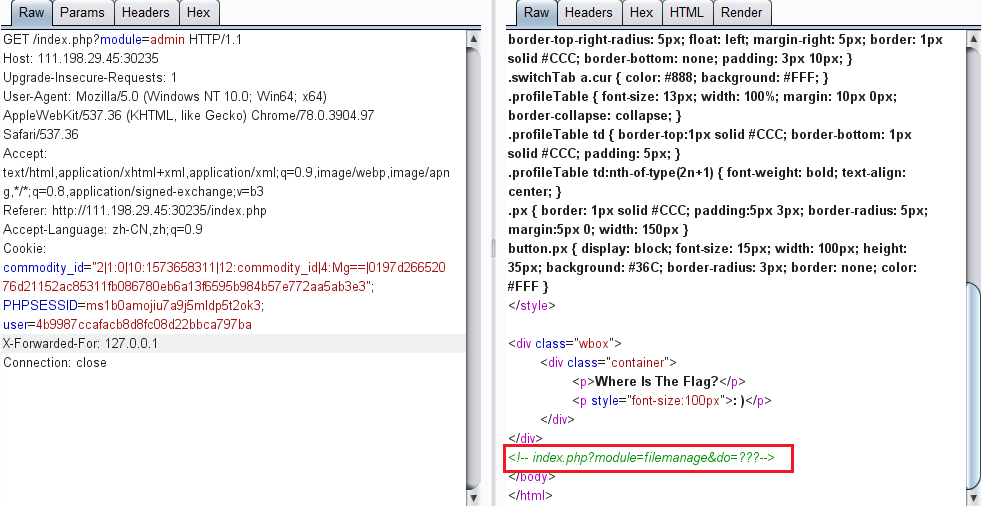 Raw Params Headers Hex
GET /index.php?module=admin HTTP/1.1
Host: 111.198.29.45:30235
Upgrade-Insecure-Requests: 1
User-Agent: Mozilla/5.0 (Windows NT 10.0; Win64; x64)
AppleWebKit/537.36 (KHTML, like Gecko) Chrome/78.0.3904.97
Safari/537.36
Accept:
text/html,application/xhtml+xml,application/xml;q=0.9,image/webp,image/apn
g,*/*;q=0.8,application/signed-exchange;v=b3
Referer: http://111.198.29.45:30235/index.php
Accept-Language: zh-CN,zh;q=0.9
Cookie:
commodity_id="2|1:0|10:1573658311|12:commodity_id|4:Mg==|0197d266520
76d21152ac85311fb086780eb6a13f6595b984b57e772aa5ab3e3";
PHPSESSID=ms1b0amojiu7a9j5mldp5t2ok3;
user=4b9987ccafacb8d8fc08d22bbca797ba
X-Forwarded-For: 127.0.0.1
Connection: close
Raw Headers Hex HTML Render
border-top-right-radius: 5px; float: left; margin-right: 5px; border: 1px
solid #CCC; border-bottom: none; padding: 3px 10px; }
.switchTab a.cur { color: #888; background: #FFF; }
.profileTable { font-size: 13px; width: 100%; margin: 10px 0px;
border-collapse: collapse; }
.profileTable td { border-top:1px solid #CCC; border-bottom: 1px
solid #CCC; padding: 5px; }
.profileTable td:nth-of-type(2n+1) { font-weight: bold; text-align:
center; }
.px { border: 1px solid #CCC; padding:5px 3px; border-radius: 5px;
margin:5px 0; width: 150px }
button.px { display: block; font-size: 15px; width: 100px; height:
35px; background: #36C; border-radius: 3px; border: none; color:
#FFF }
</style>
<div class="wbox">
<div class="container">
<p>Where Is The Flag?</p>
<p style="font-size:100px">: )</p>
</div>
</div>
<!-- index.php?module=filemanage&do=???-->
</body>
</html>